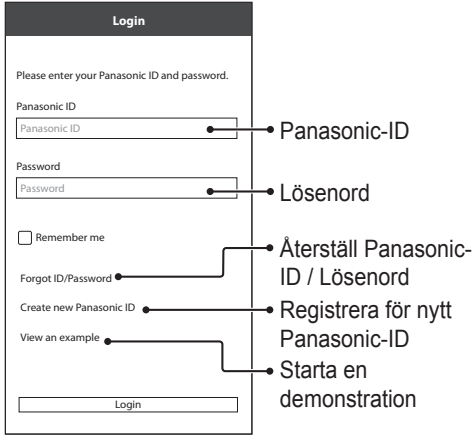 Login
Please enter your Panasonic ID and password.
Panasonic ID
Panasonic ID
Password
Password
Remember me
Forgot ID/Password
Create new Panasonic ID
View an example
Login
Panasonic-ID
Lösenord
Återställ Panasonic-
ID / Lösenord
Registrera för nytt
Panasonic-ID
Starta en
demonstration